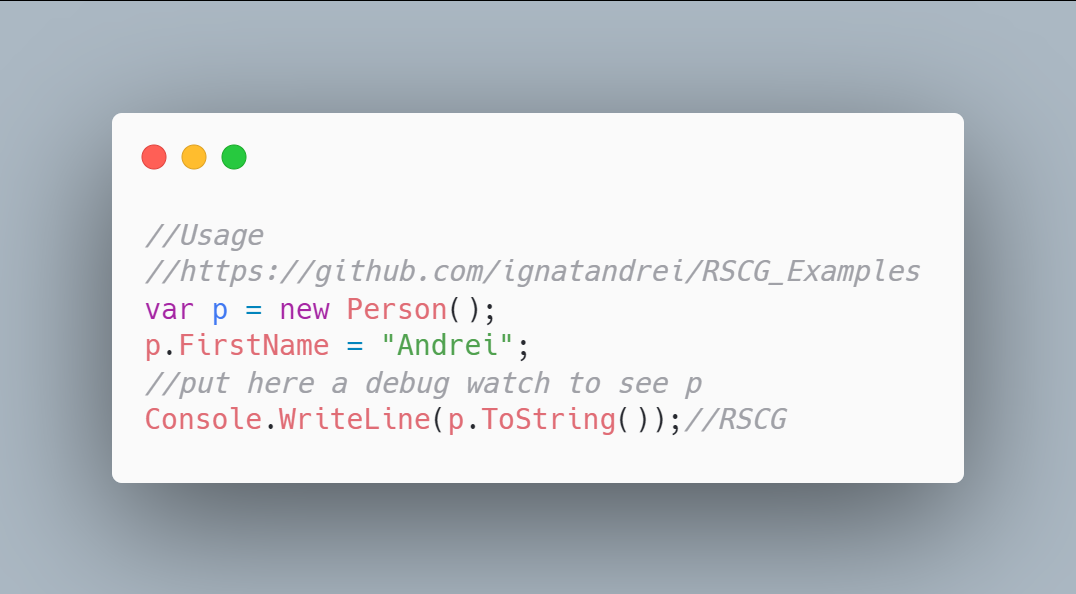 //Usage
//https://github.com/ignatandrei/RSCG_Examples
var p = new Person();
p.FirstName = "Andrei";
//put here a debug watch to see p
Console.WriteLine(p.ToString());//RSCG